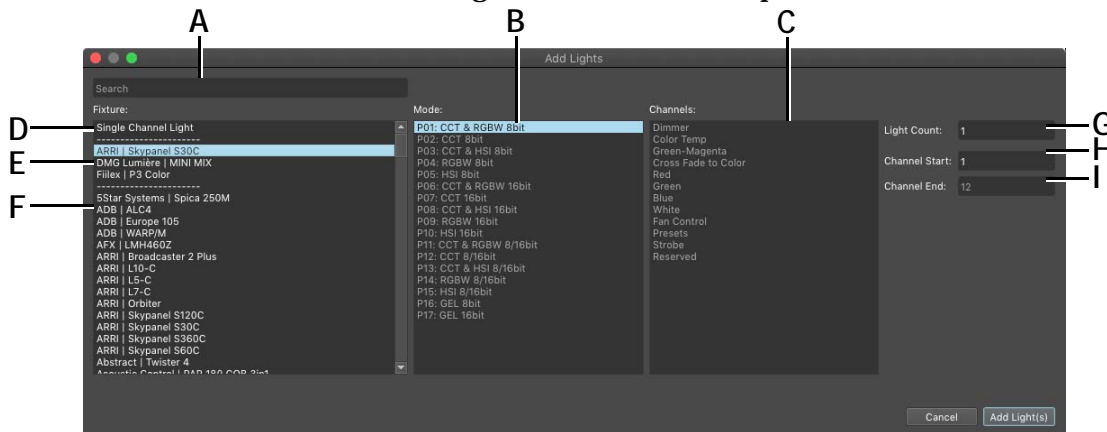 A
B
C
Add Lights
Search
Fixture:
Mode:
Channels:
D
Single Channel Light
----------------------
ARRI | Skypanel S30C
E
DMG Lumière | MINI MIX
Fiilex | P3 Color
----------------------
5Star Systems | Spica 250M
F
ADB | ALC4
ADB | Europe 105
ADB | WARP/M
AFX | LMH460Z
ARRI | Broadcaster 2 Plus
ARRI | L10-C
ARRI | L5-C
ARRI | L7-C
ARRI | Orbiter
ARRI | Skypanel S120C
ARRI | Skypanel S30C
ARRI | Skypanel S360C
ARRI | Skypanel S60C
Abstract | Twister 4
P01: CCT & RGBW 8bit
P02: CCT 8bit
P03: CCT & HSI 8bit
P04: RGBW 8bit
P05: HSI 8bit
P06: CCT & RGBW 16bit
P07: CCT 16bit
P08: CCT & HSI 16bit
P09: RGBW 16bit
P10: HSI 16bit
P11: CCT & RGBW 8/16bit
P12: CCT 8/16bit
P13: CCT & HSI 8/16bit
P14: RGBW 8/16bit
P15: HSI 8/16bit
P16: GEL 8bit
P17: GEL 16bit
Dimmer
Color Temp
Green-Magenta
Cross Fade to Color
Red
Green
Blue
White
Fan Control
Presets
Strobe
Reserved
Light Count: 1
G
Channel Start: 1
H
Channel End: 12
I
Cancel
Add Light(s)